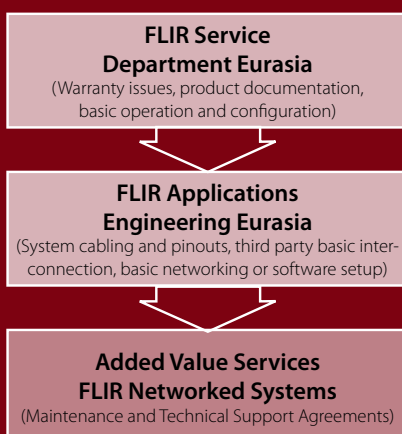 FLIR Service
Department Eurasia
(Warranty issues, product documentation,
basic operation and configuration)
FLIR Applications
Engineering Eurasia
(System cabling and pinouts, third party basic inter-
connection, basic networking or software setup)
Added Value Services
FLIR Networked Systems
(Maintenance and Technical Support Agreements)